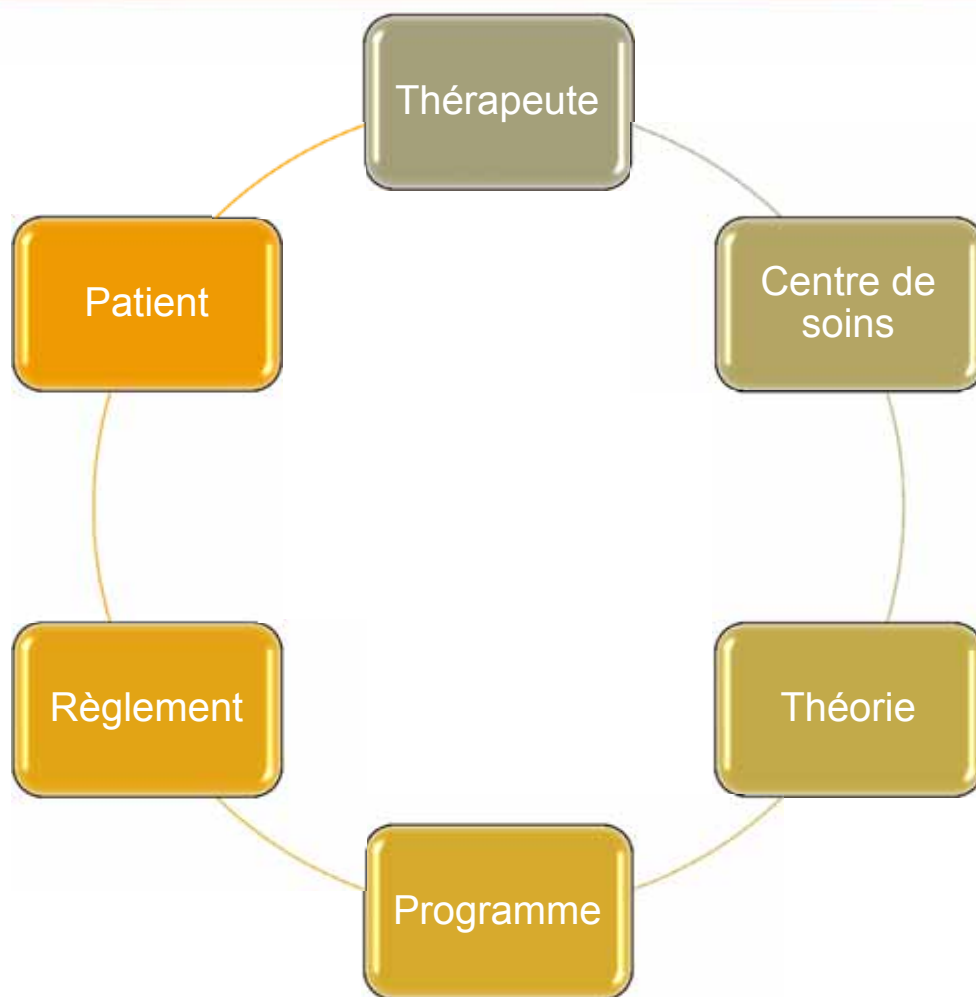 Thérapeute
Centre de
soins
Théorie
Programme
Règlement
Patient